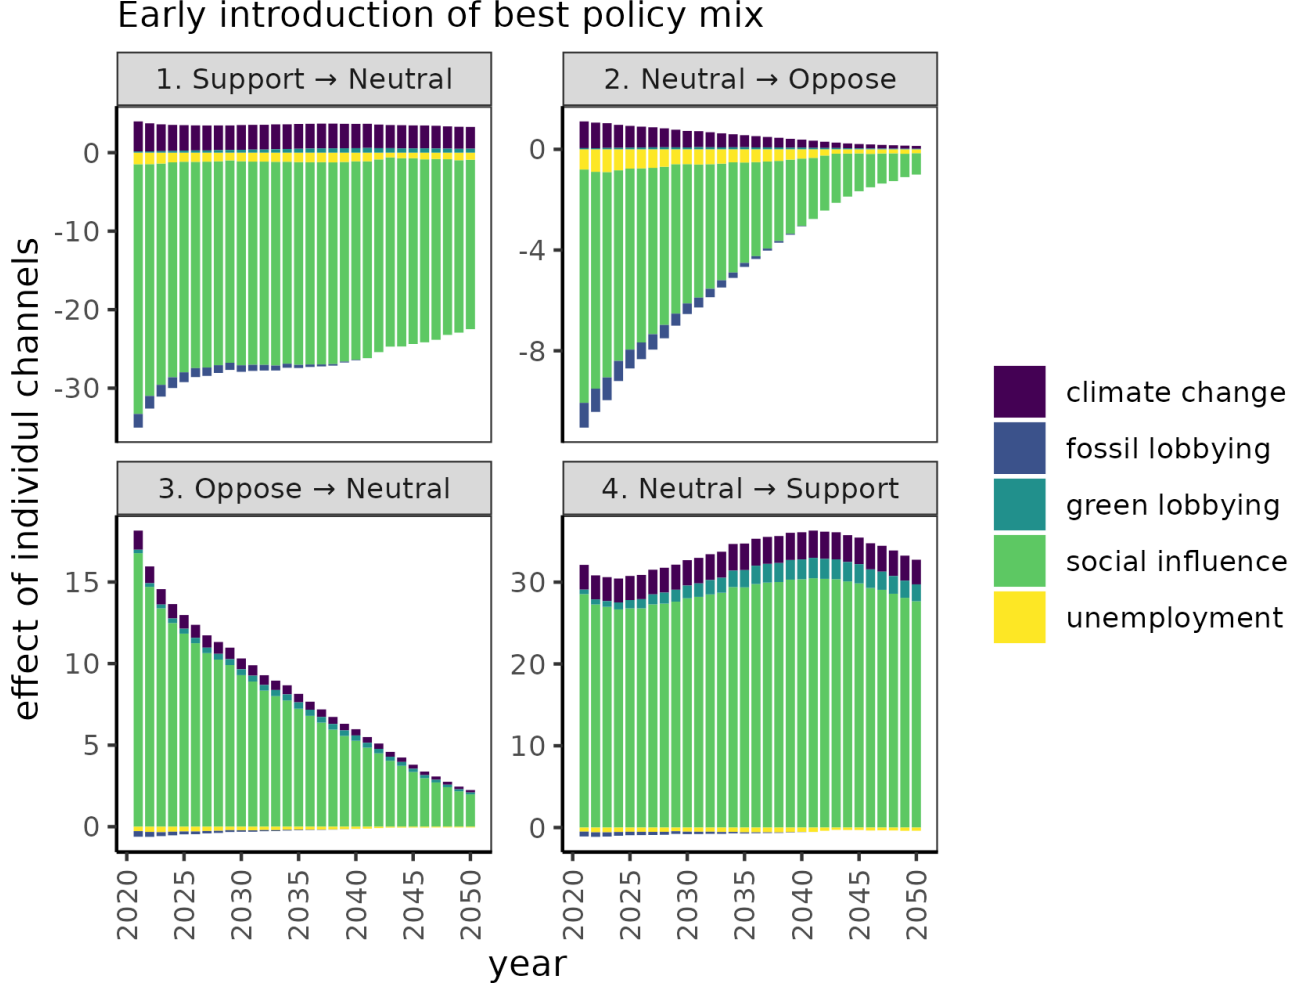 Early introduction of best policy mix
1. Support → Neutral
2. Neutral → Oppose
0
-10
-20
-30
0
-4
-8
3. Oppose → Neutral
4. Neutral → Support
15
10
5
0
30
20
10
0
2020 2025 2030 2035 2040 2045 2050
2020 2025 2030 2035 2040 2045 2050
year
effect of individul channels
climate change
fossil lobbying
green lobbying
social influence
unemployment